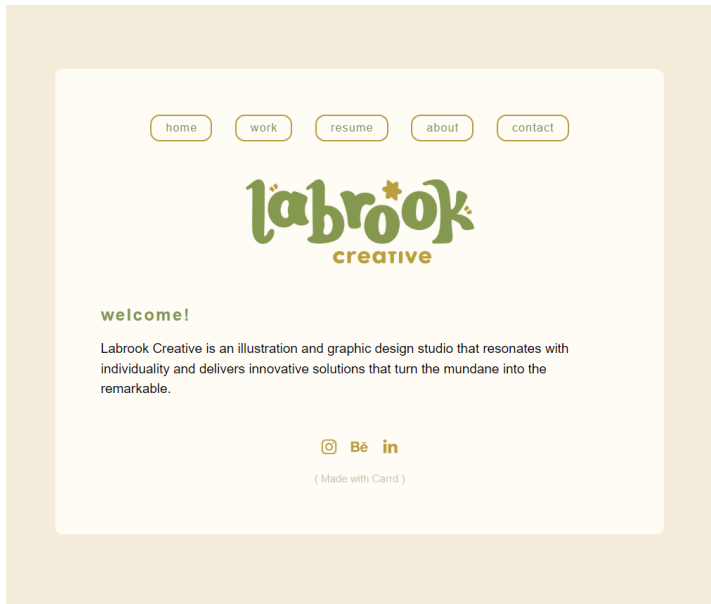 home work resume about contact
labrook
creative
welcome!
Labrook Creative is an illustration and graphic design studio that resonates with
individuality and delivers innovative solutions that turn the mundane into the
remarkable.
Bē in
( Made with Carrd )